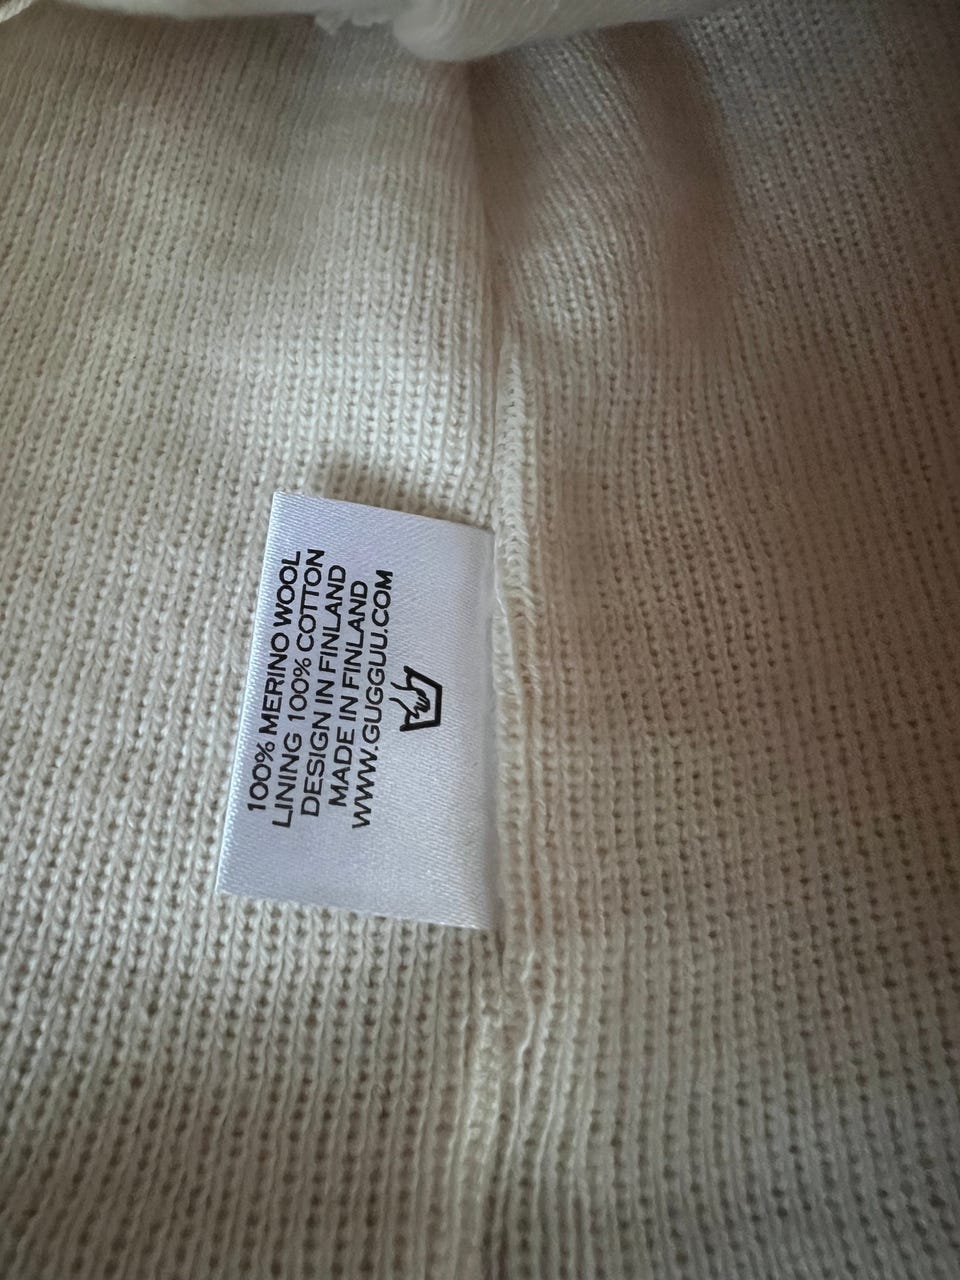 100% MERINO WOOL
LINING 100% COTTON
DESIGN IN FINLAND
MADE IN FINLAND
WWW.GUGGUU.COM